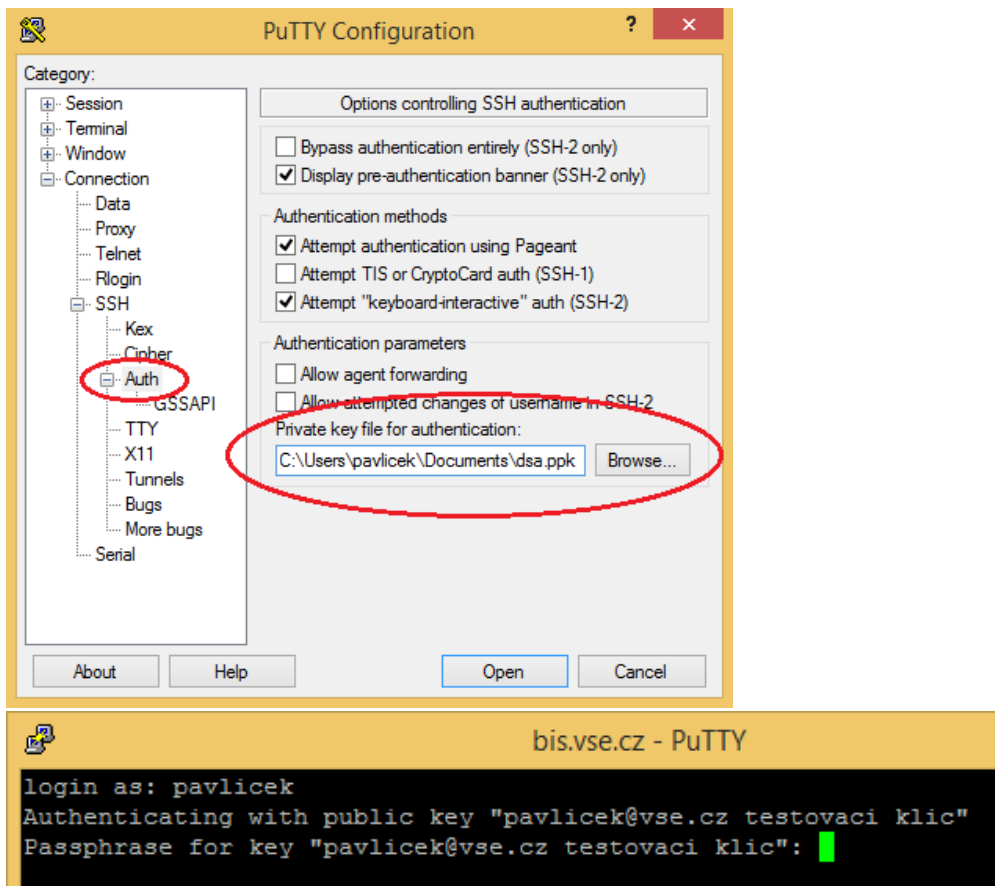 PuTTY Configuration
Category:
Session
Terminal
Window
Connection
Data
Proxy
Telnet
Rlogin
SSH
Kex
Cipher
Auth
GSSAPI
TTY
X11
Tunnels
Bugs
More bugs
Serial
Options controlling SSH authentication
Bypass authentication entirely (SSH-2 only)
Display pre-authentication banner (SSH-2 only)
Authentication methods
Attempt authentication using Pageant
Attempt TIS or CryptoCard auth (SSH-1)
Attempt "keyboard-interactive" auth (SSH-2)
Authentication parameters
Allow agent forwarding
Allow attempted changes of username in SSH-2
Private key file for authentication:
C:\Users\pavlicek\Documents\dsa.ppk Browse...
About Help Open Cancel
bis.vse.cz - PuTTY
login as: pavlicek
Authenticating with public key "pavlicek@vse.cz testovaci klic"
Passphrase for key "pavlicek@vse.cz testovaci klic":